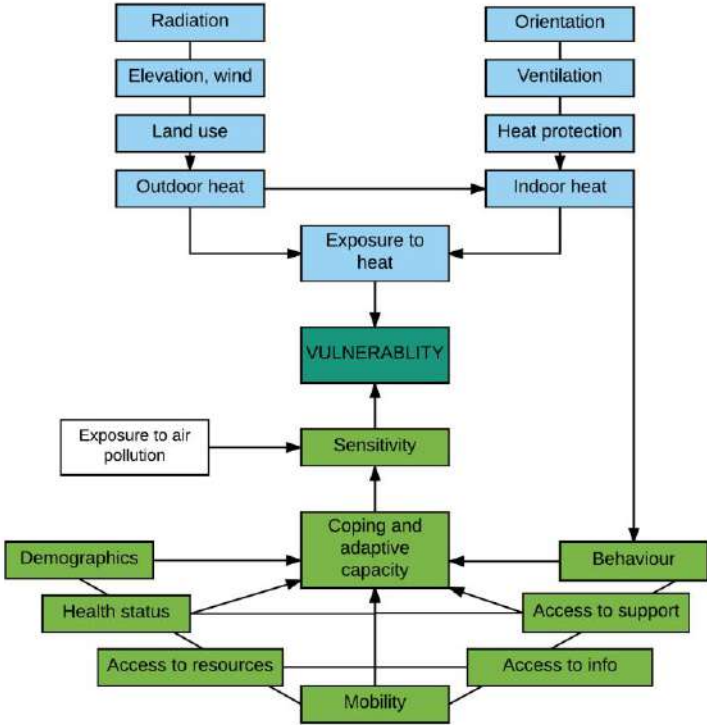 Radiation
Orientation
Elevation, wind
Ventilation
Land use
Heat protection
Outdoor heat
Indoor heat
Exposure to
heat
VULNERABLITY
Exposure to air
pollution
Sensitivity
Coping and
adaptive
capacity
Demographics
Behaviour
Health status
Access to support
Access to resources
Access to info
Mobility